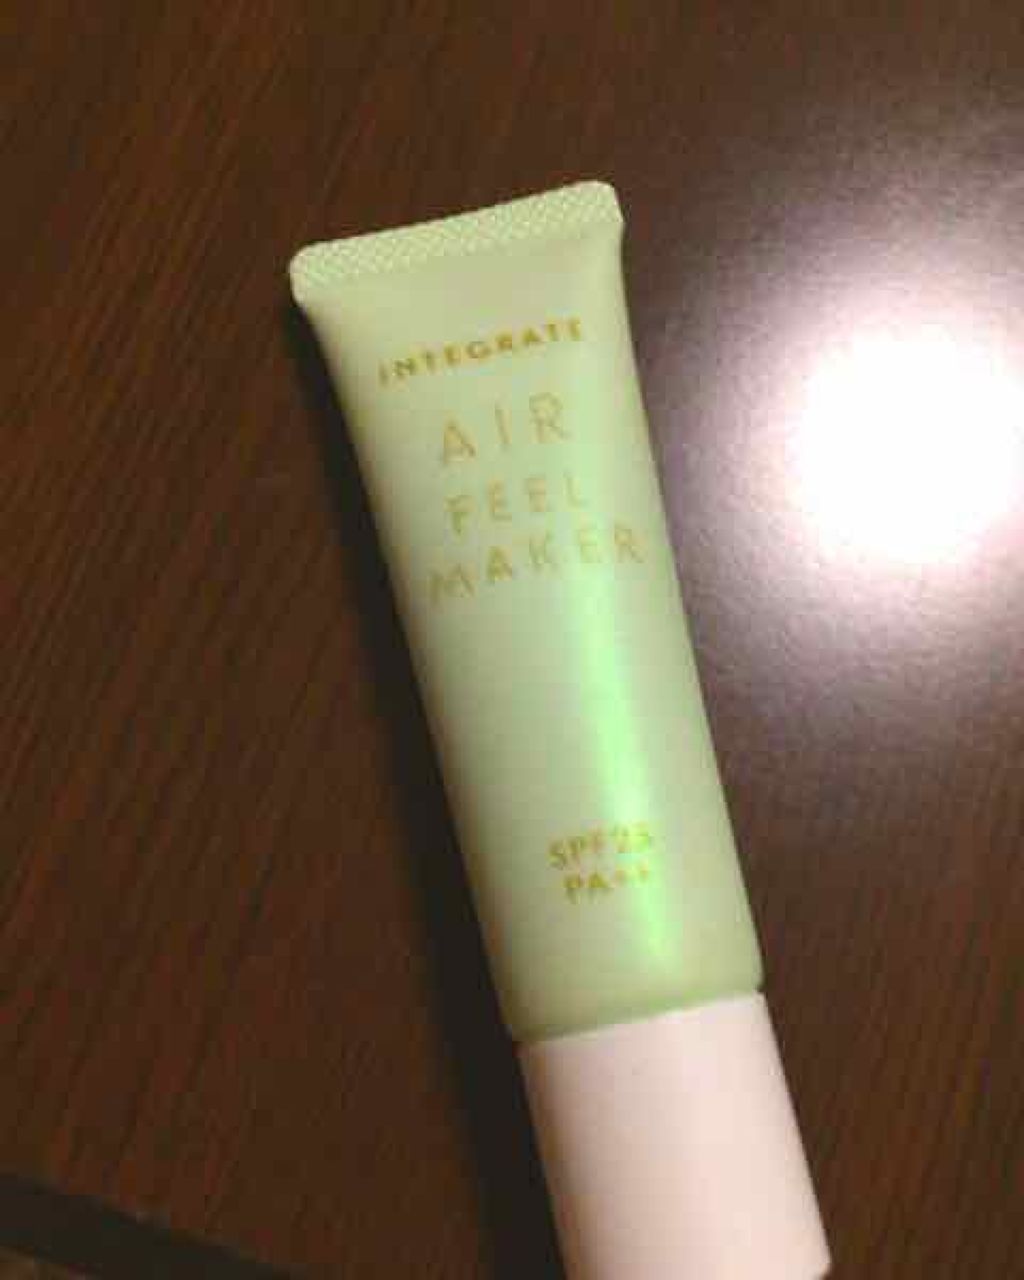 INTEGRATE
AIR
FEEL
MAKER
SPF25
PA++